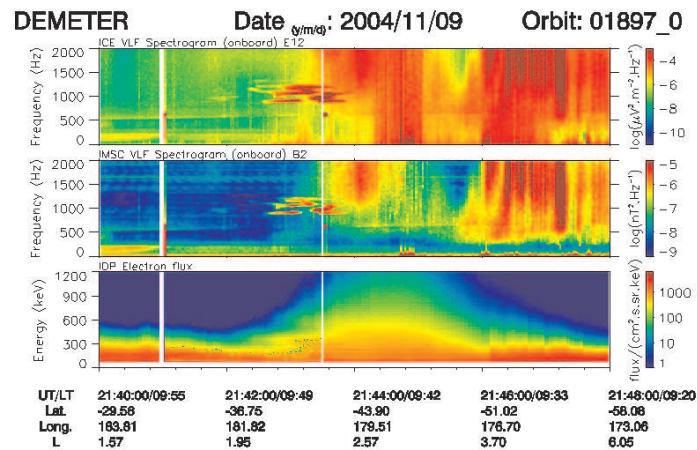 DEMETER Date (y/m/d): 2004/11/09 Orbit: 01897_0
ICE VLF Spectrogram (onboard) E12
Frequency (Hz)
2000
1500
1000
500
0
log(μV².m⁻².Hz⁻¹)
-4
-6
-8
-10
IMSC VLF Spectrogram (onboard) B2
Frequency (Hz)
2000
1500
1000
500
0
log(nT².Hz⁻¹)
-5
-6
-7
-8
-9
IDP Electron flux
Energy (keV)
1200
900
600
300
0
flux/(cm².s.sr.keV)
1000
100
10
1
UT/LT 21:40:00/09:55 21:42:00/09:49 21:44:00/09:42 21:46:00/09:33 21:48:00/09:20
Lat. -29.58 -36.75 -43.90 -51.02 -58.08
Long. 183.81 181.82 179.51 176.70 173.06
L 1.57 1.95 2.57 3.70 6.05